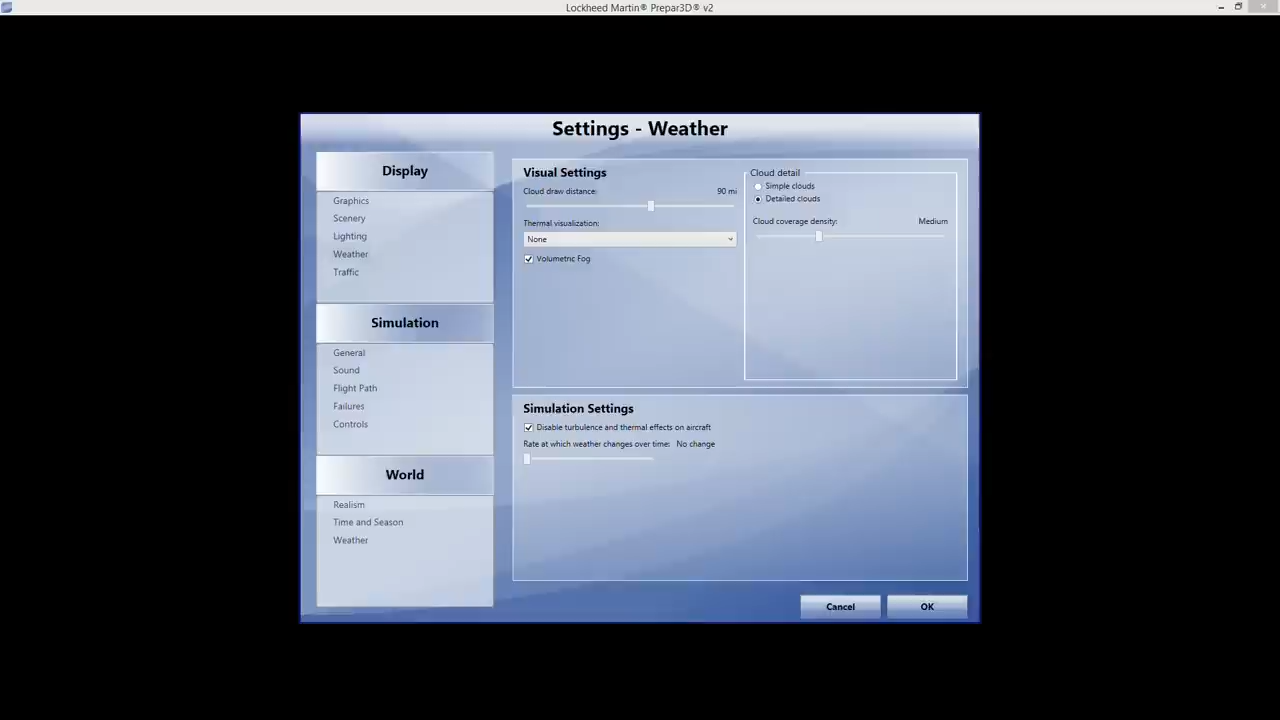 Lockheed Martin® Prepar3D® v2
Settings - Weather
Display
Graphics
Scenery
Lighting
Weather
Traffic
Simulation
General
Sound
Flight Path
Failures
Controls
World
Realism
Time and Season
Weather
Visual Settings
Cloud draw distance: 90 mi
Thermal visualization:
None
Volumetric Fog
Cloud detail
Simple clouds
Detailed clouds
Cloud coverage density: Medium
Simulation Settings
Disable turbulence and thermal effects on aircraft
Rate at which weather changes over time: No change
Cancel OK